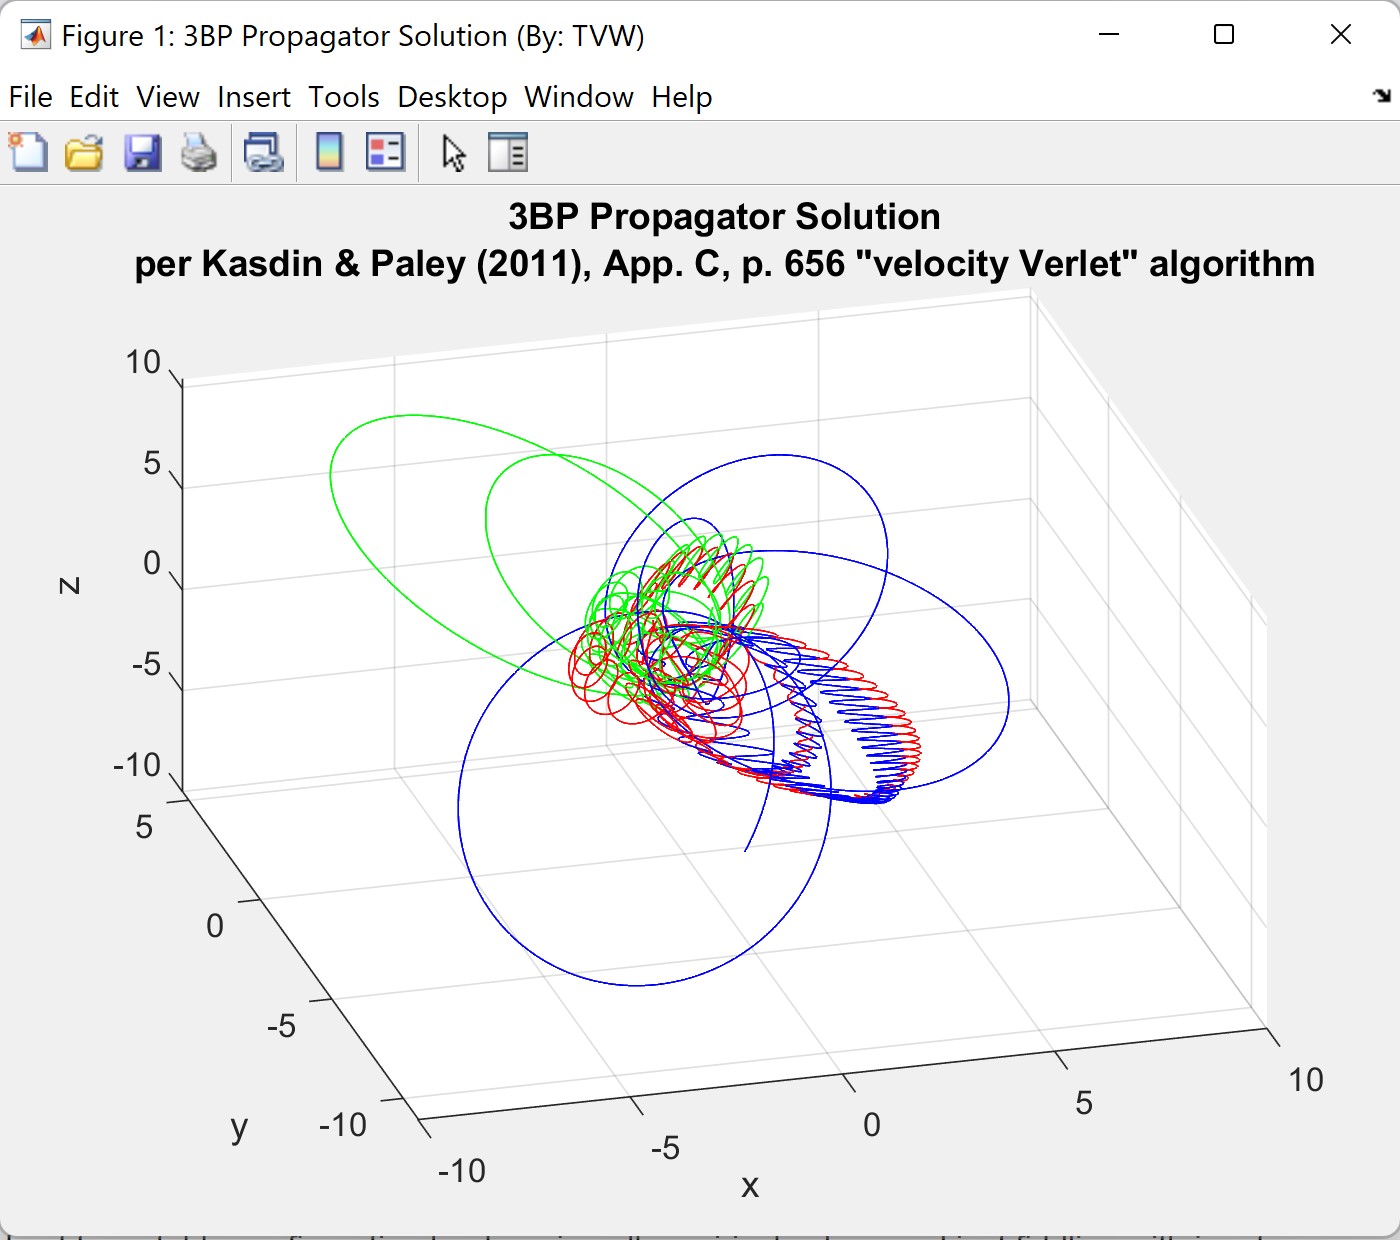 Figure 1: 3BP Propagator Solution (By: TVW)
File Edit View Insert Tools Desktop Window Help
3BP Propagator Solution
per Kasdin & Paley (2011), App. C, p. 656 "velocity Verlet" algorithm
10
5
0
-5
-10
z
5
0
-5
-10
y
-10
-5
0
5
10
x